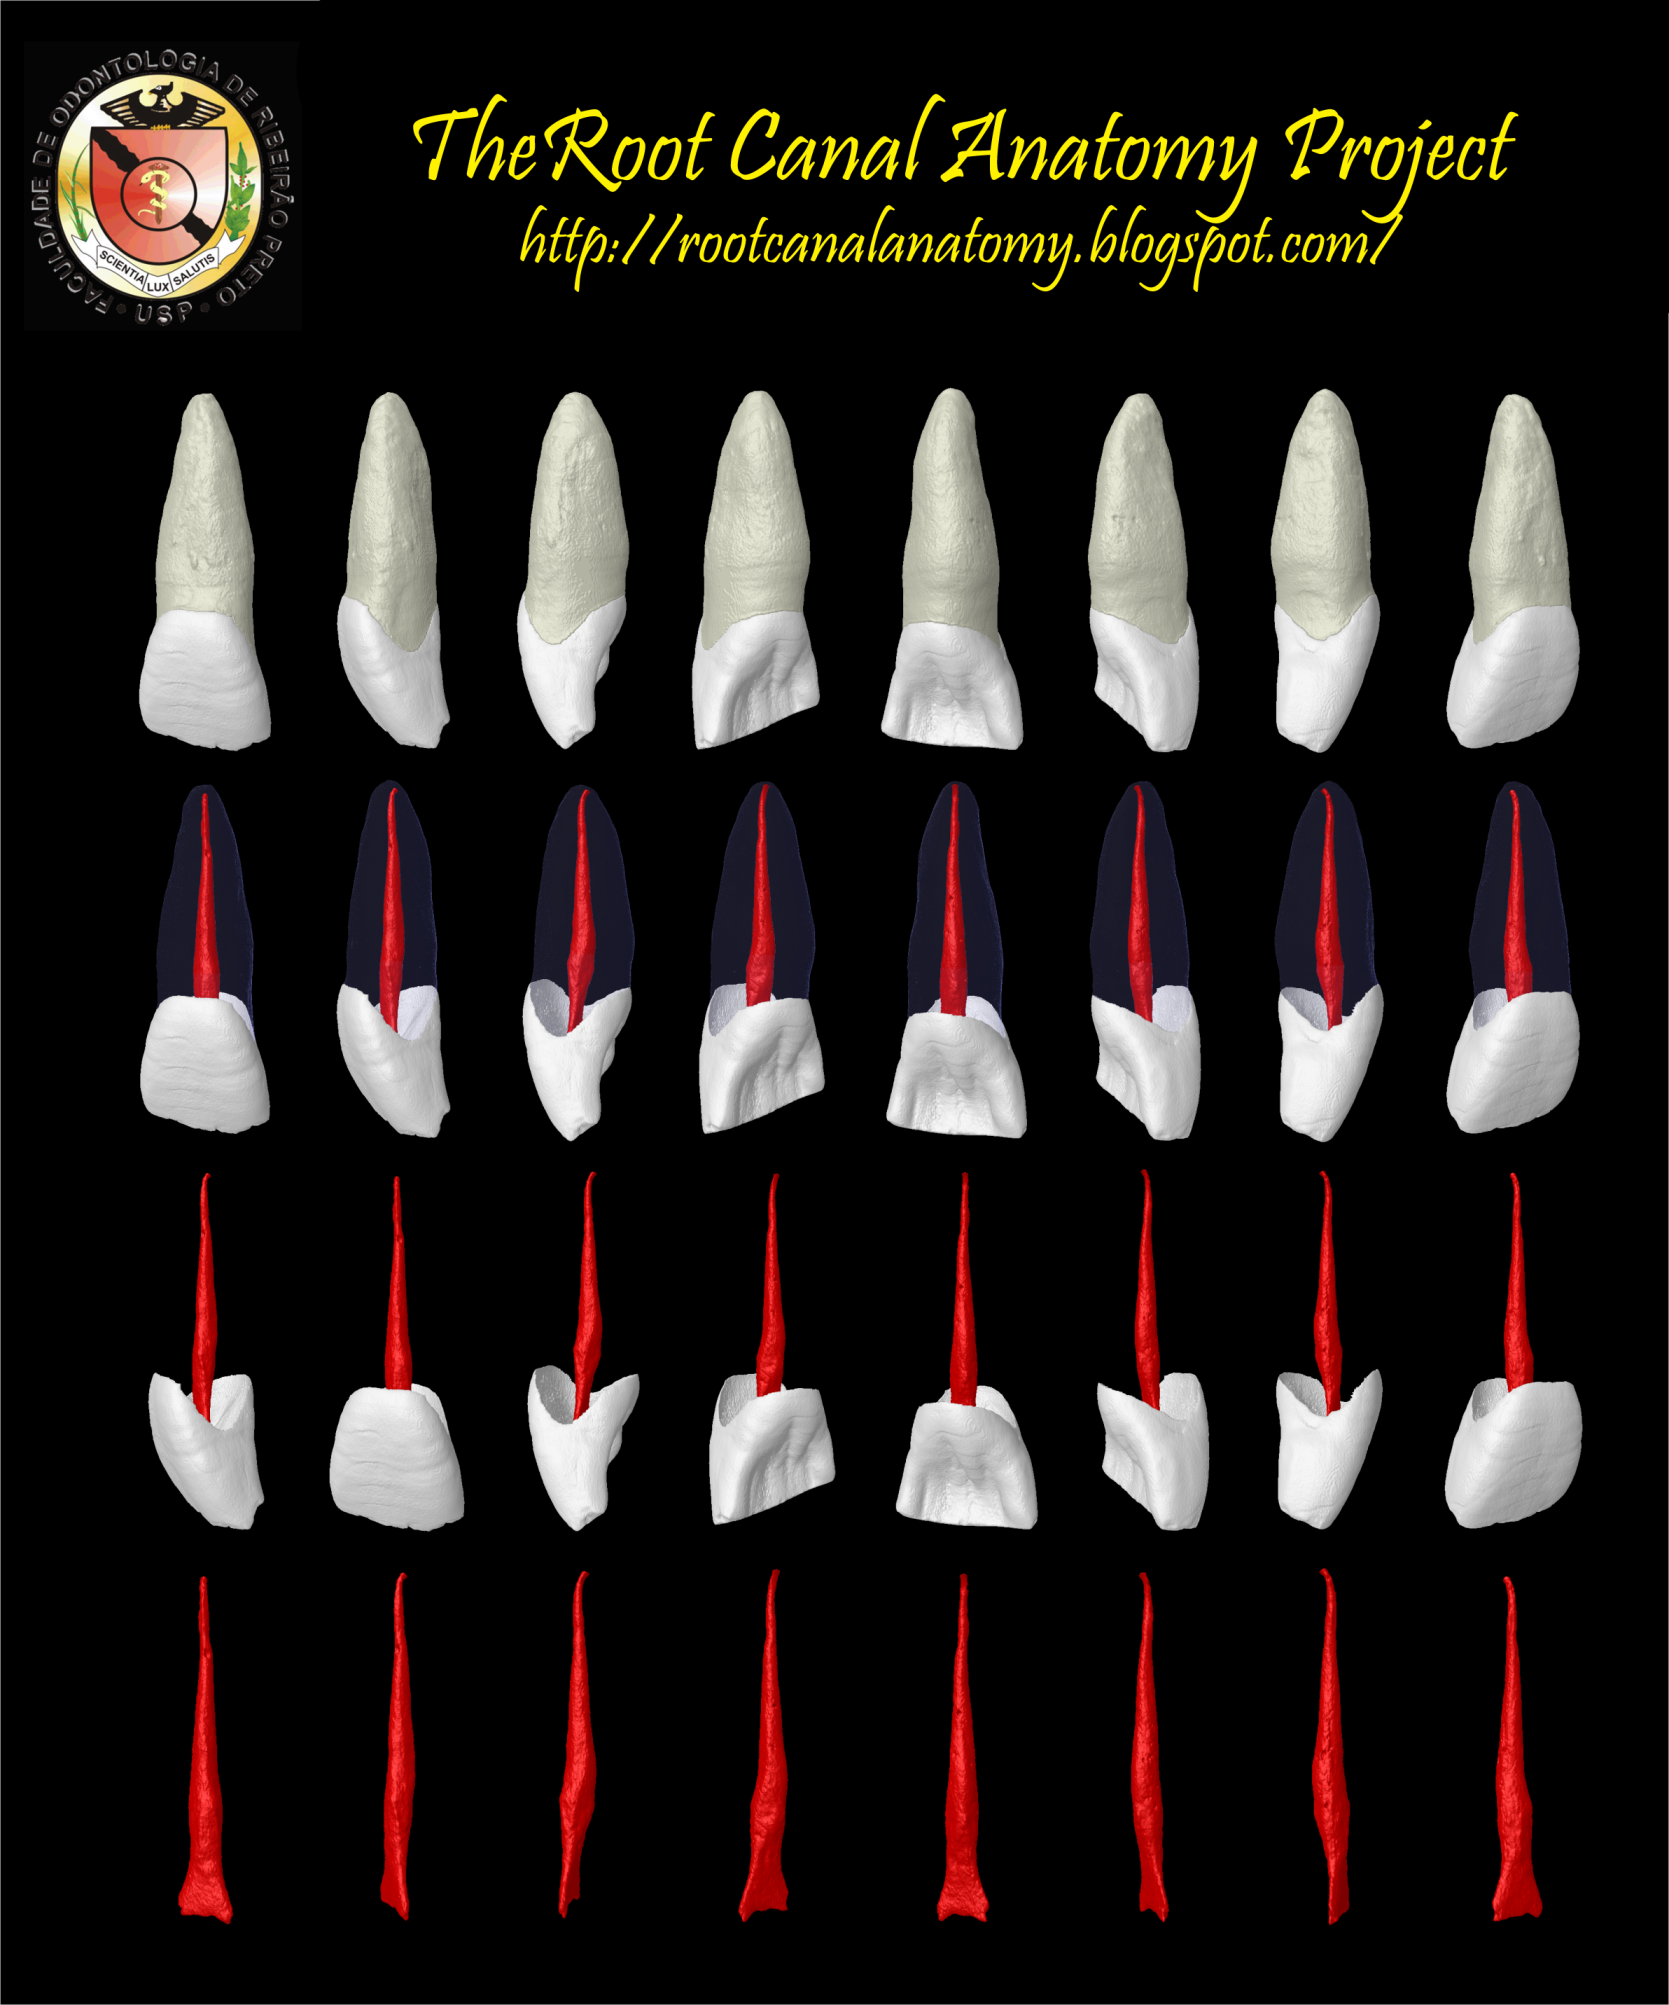 FACULDADE DE ODONTOLOGIA DE RIBEIRÃO PRETO
• USP •
SCIENTIA LUX SALUTIS
The Root Canal Anatomy Project
http://rootcanalanatomy.blogspot.com/